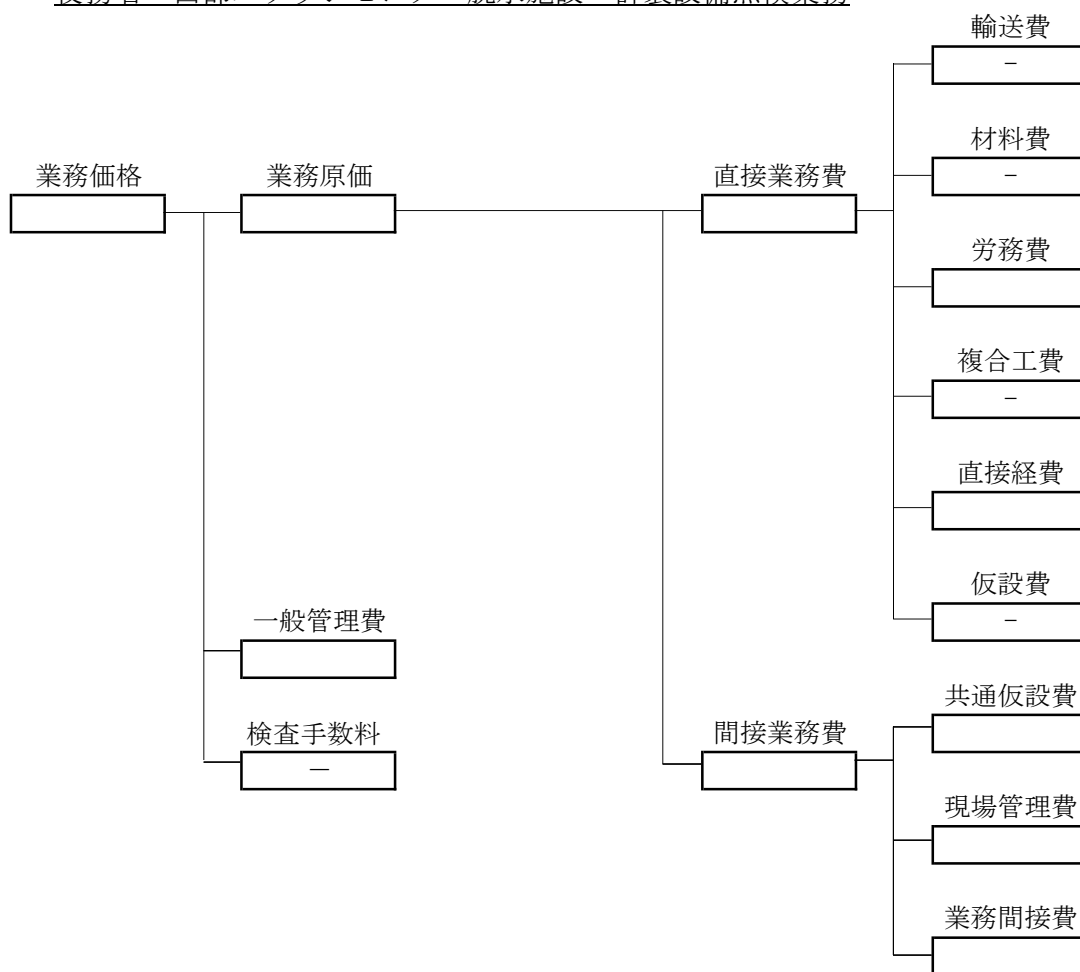 輸送費
−
材料費
−
業務価格
業務原価
直接業務費
労務費
複合工費
−
直接経費
仮設費
−
一般管理費
共通仮設費
検査手数料
−
間接業務費
現場管理費
業務間接費